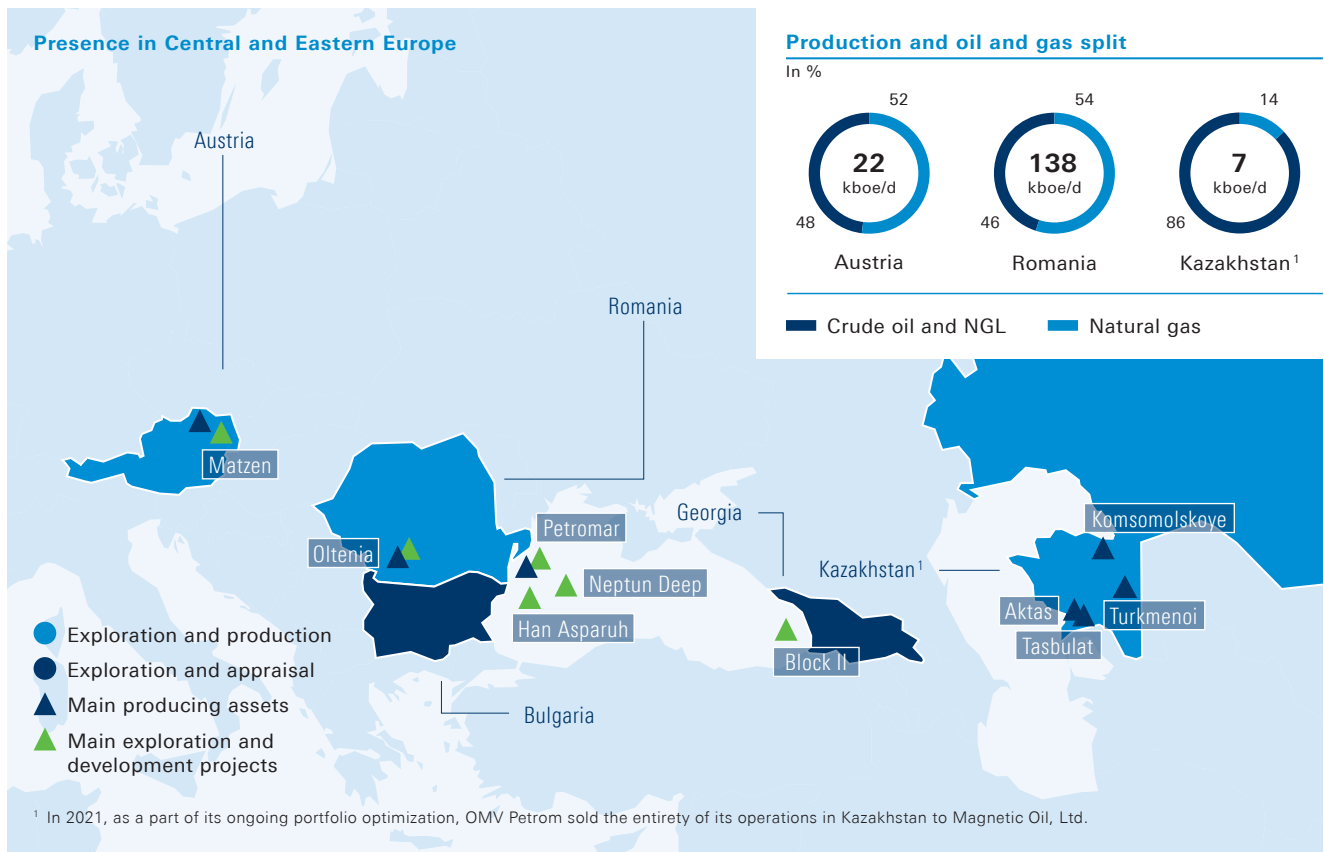 Presence in Central and Eastern Europe
Production and oil and gas split
In %
52
22
kboe/d
48
Austria
54
138
kboe/d
46
Romania
14
7
kboe/d
86
Kazakhstan¹
Crude oil and NGL
Natural gas
Austria
Romania
Matzen
Georgia
Petromar
Komsomolskoye
Oltenia
Kazakhstan¹
Neptun Deep
Han Asparuh
Aktas
Turkmenoi
Tasbulat
Block II
Bulgaria
Exploration and production
Exploration and appraisal
Main producing assets
Main exploration and
development projects
¹ In 2021, as a part of its ongoing portfolio optimization, OMV Petrom sold the entirety of its operations in Kazakhstan to Magnetic Oil, Ltd.